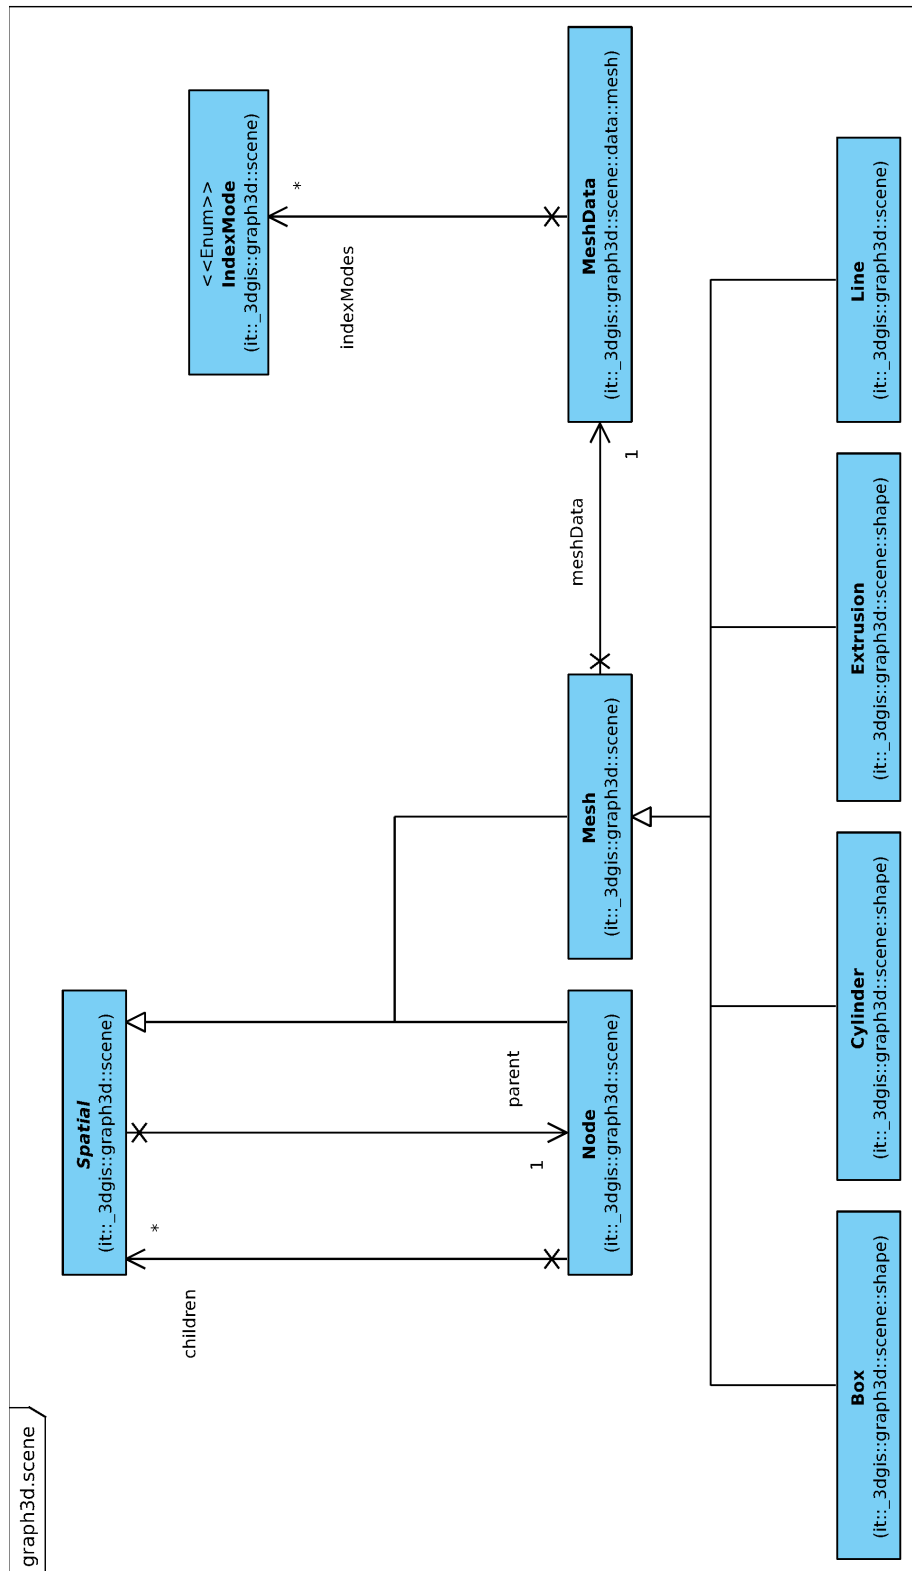 graph3d.scene
Spatial
(it::_3dgis::graph3d::scene)
<<Enum>>
IndexMode
(it::_3dgis::graph3d::scene)
children
*
parent
1
*
indexModes
Node
(it::_3dgis::graph3d::scene)
Mesh
(it::_3dgis::graph3d::scene)
meshData
1
MeshData
(it::_3dgis::graph3d::scene::data::mesh)
Box
(it::_3dgis::graph3d::scene::shape)
Cylinder
(it::_3dgis::graph3d::scene::shape)
Extrusion
(it::_3dgis::graph3d::scene::shape)
Line
(it::_3dgis::graph3d::scene)